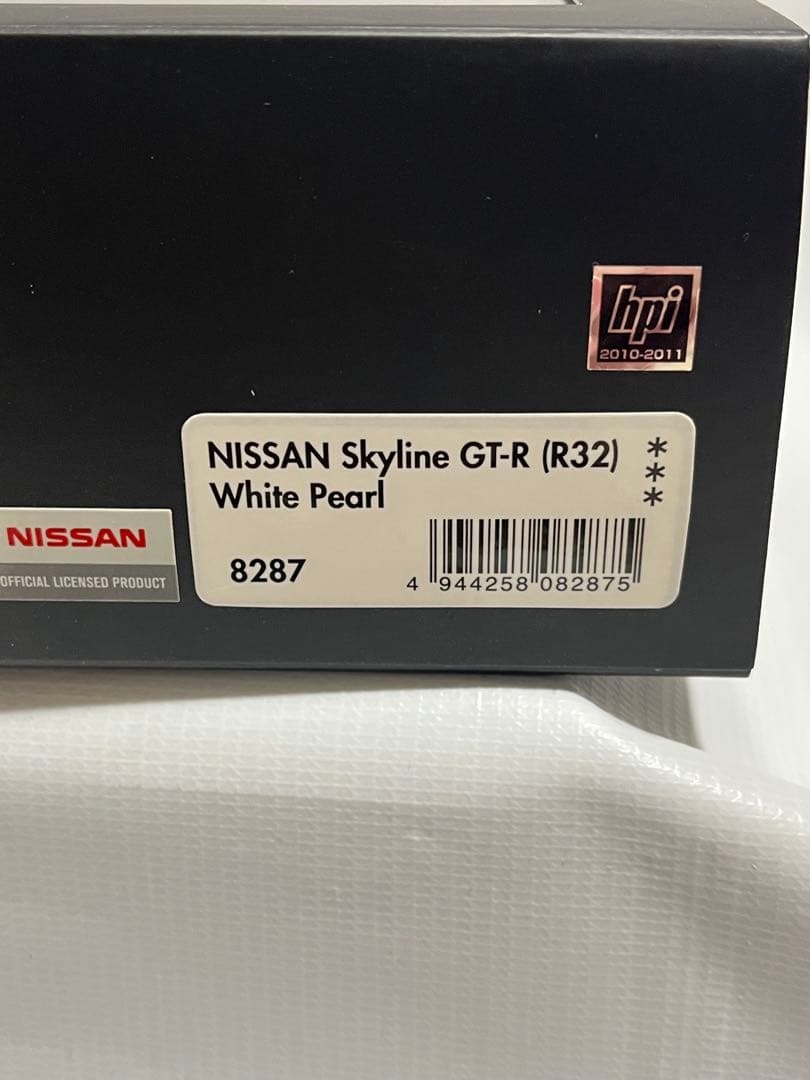 hpi
2010-2011
NISSAN Skyline GT-R (R32)
White Pearl
***
8287
4 944258 082875
NISSAN
OFFICIAL LICENSED PRODUCT